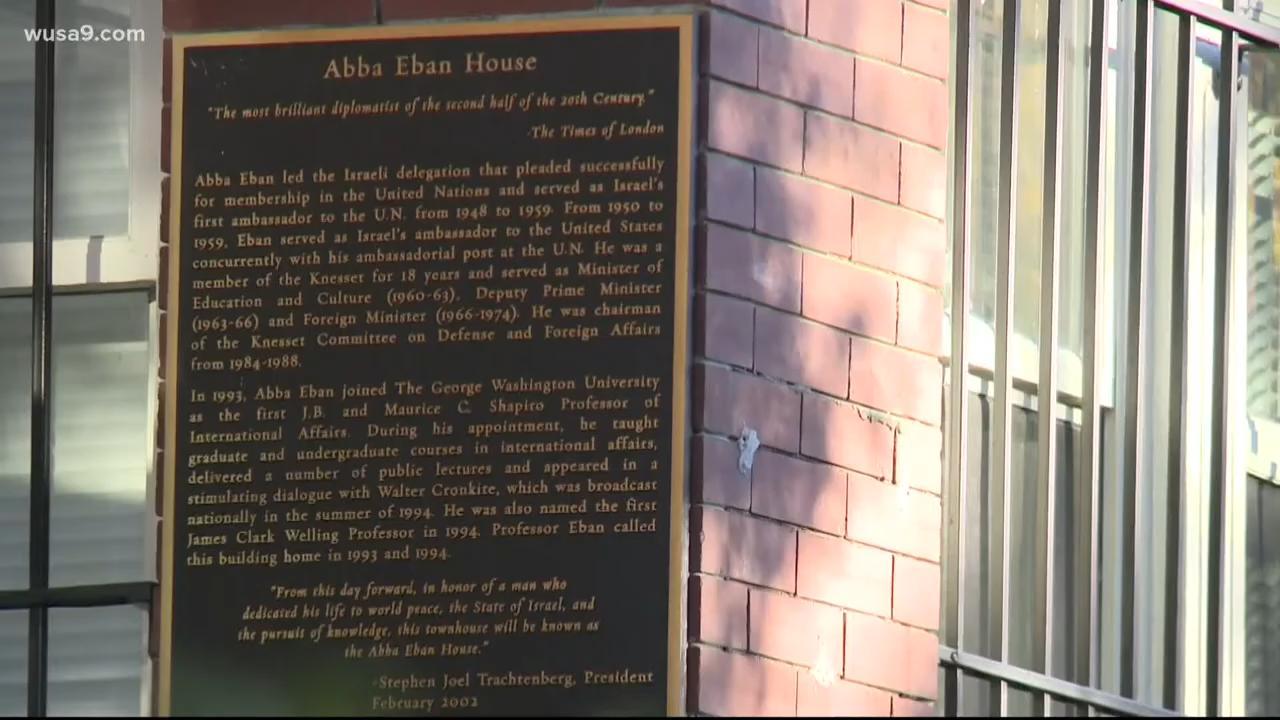 wusa9.com
Abba Eban House
"The most brilliant diplomatist of the second half of the 20th Century."
-The Times of London
Abba Eban led the Israeli delegation that pleaded successfully
for membership in the United Nations and served as Israel's
first ambassador to the U.N. from 1948 to 1959. From 1950 to
1959, Eban served as Israel's ambassador to the United States
concurrently with his ambassadorial post at the U.N. He was a
member of the Knesset for 18 years and served as Minister of
Education and Culture (1960-63), Deputy Prime Minister
(1963-66) and Foreign Minister (1966-1974). He was chairman
of the Knesset Committee on Defense and Foreign Affairs
from 1984-1988.
In 1993, Abba Eban joined The George Washington University
as the first J.B. and Maurice C. Shapiro Professor of
International Affairs. During his appointment, he taught
graduate and undergraduate courses in international affairs,
delivered a number of public lectures and appeared in a
stimulating dialogue with Walter Cronkite, which was broadcast
nationally in the summer of 1994. He was also named the first
James Clark Welling Professor in 1994. Professor Eban called
this building home in 1993 and 1994.
"From this day forward, in honor of a man who
dedicated his life to world peace, the State of Israel, and
the pursuit of knowledge, this townhouse will be known as
the Abba Eban House."
-Stephen Joel Trachtenberg, President
February 2002